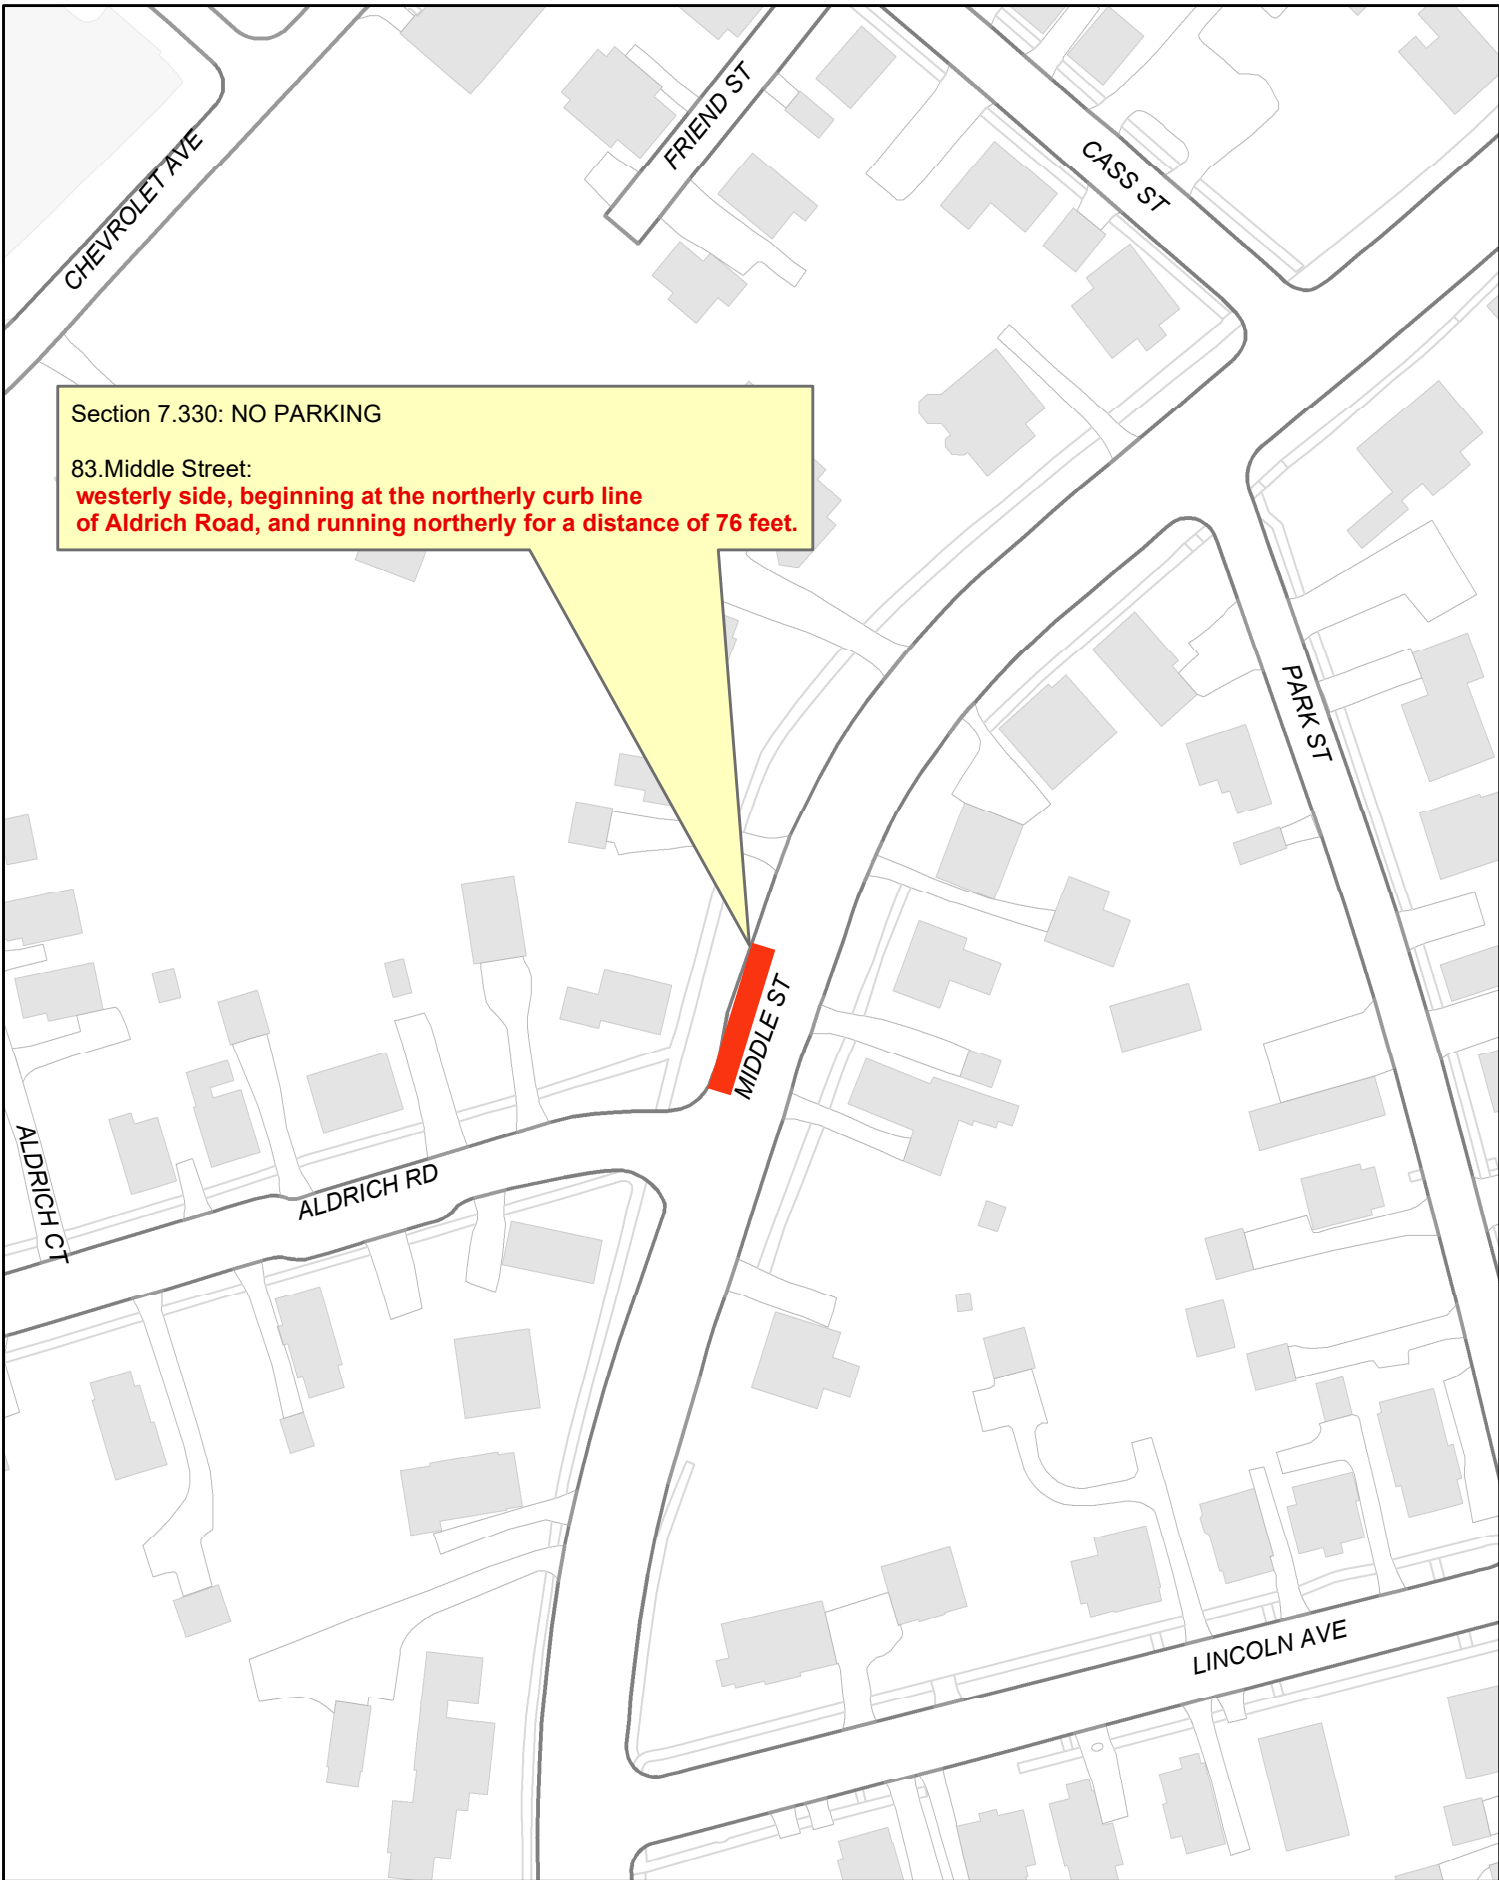 FRIEND ST
CASS ST
CHEVROLET AVE
Section 7.330: NO PARKING
83.Middle Street:
westerly side, beginning at the northerly curb line
of Aldrich Road, and running northerly for a distance of 76 feet.
PARK ST
MIDDLE ST
ALDRICH CT
ALDRICH RD
LINCOLN AVE